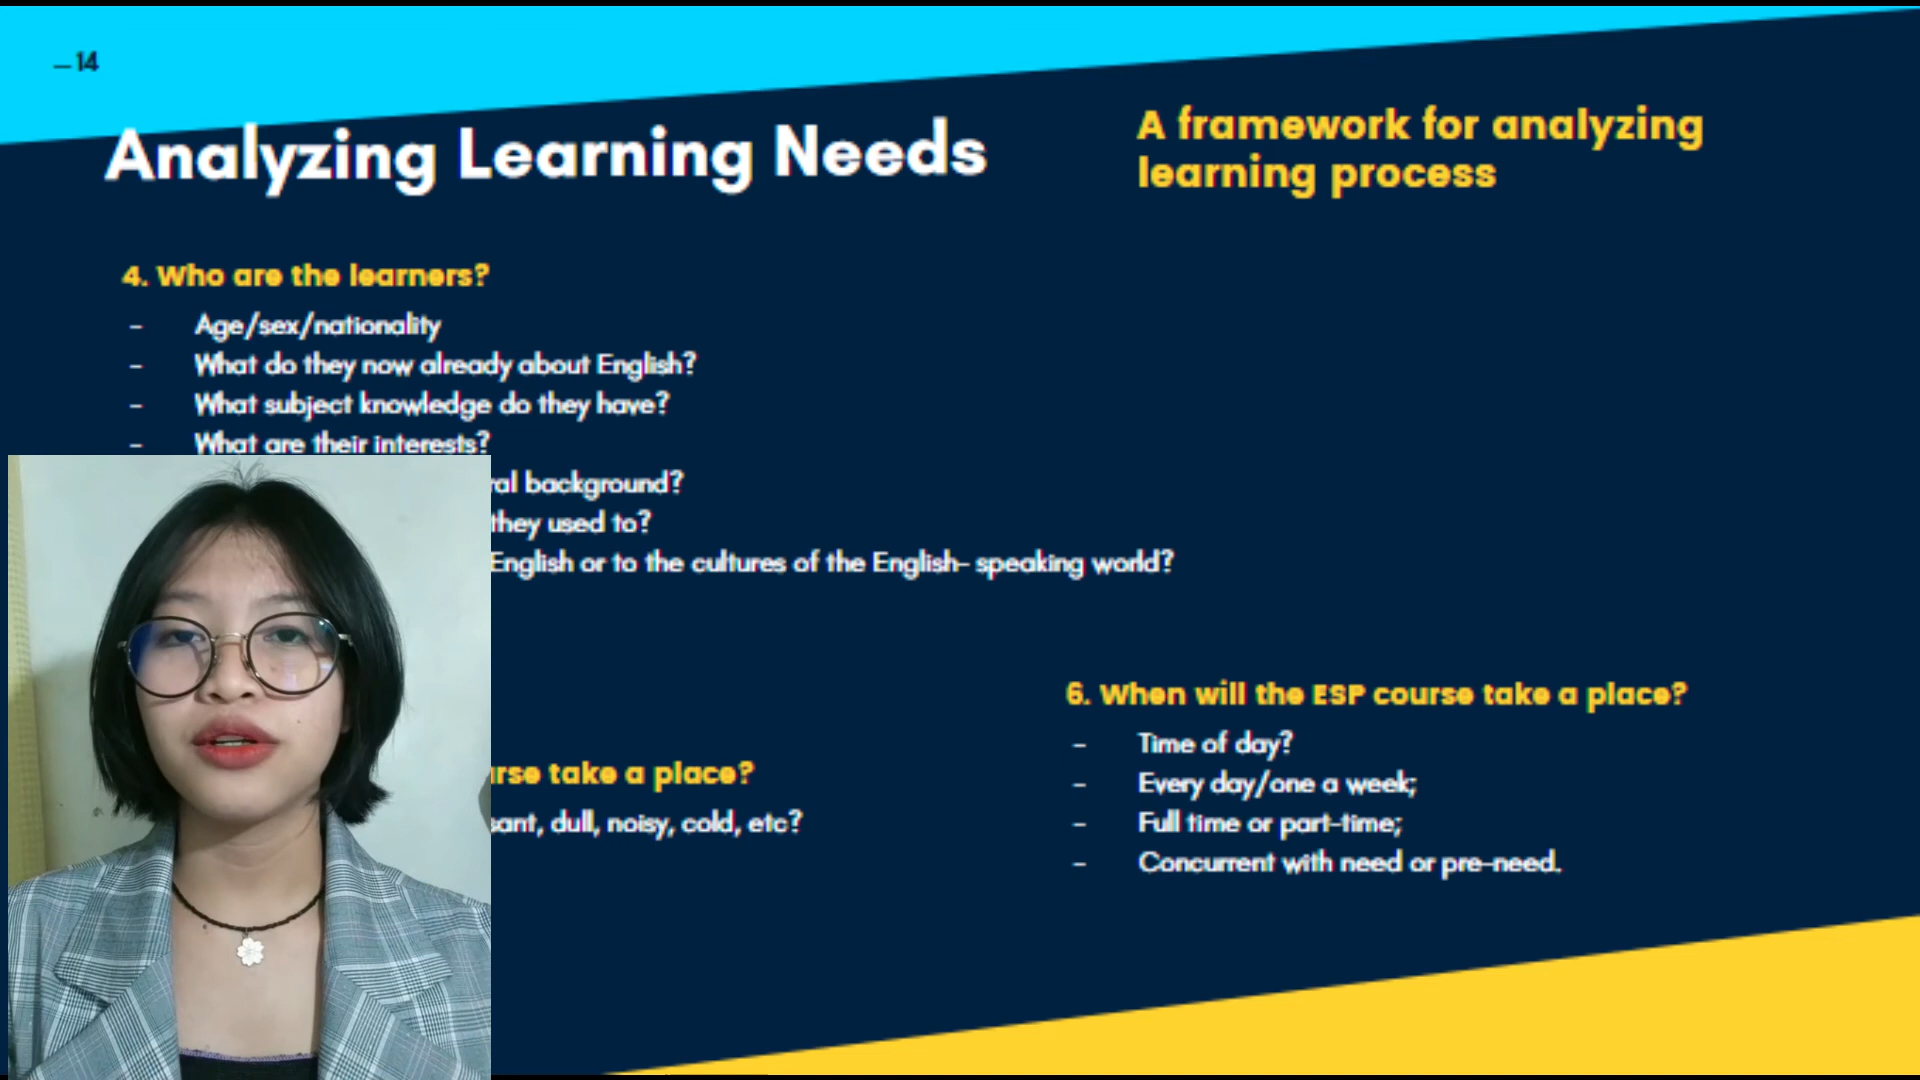 — 14
Analyzing Learning Needs
A framework for analyzing
learning process
4. Who are the learners?
- Age/sex/nationality
- What do they now already about English?
- What subject knowledge do they have?
- What are their interests?
background?
they used to?
English or to the cultures of the English- speaking world?
take a place?
dull, noisy, cold, etc?
6. When will the ESP course take a place?
- Time of day?
- Every day/one a week;
- Full time or part-time;
- Concurrent with need or pre-need.